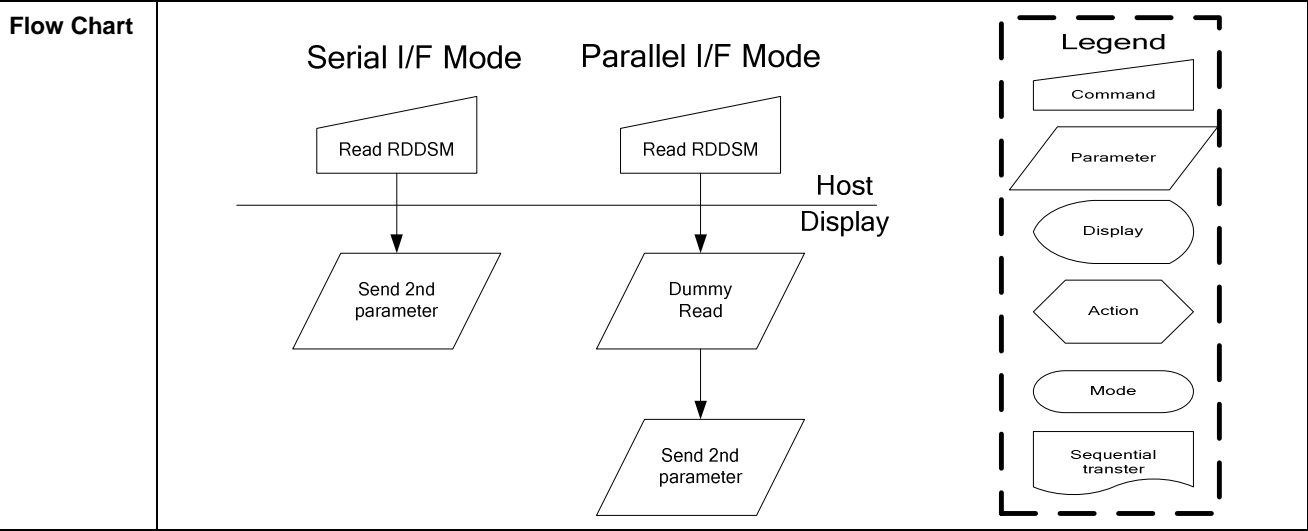 Flow Chart
Serial I/F Mode
Parallel I/F Mode
Read RDDSM
Read RDDSM
Host
Display
Send 2nd
parameter
Dummy
Read
Send 2nd
parameter
Legend
Command
Parameter
Display
Action
Mode
Sequential
transter